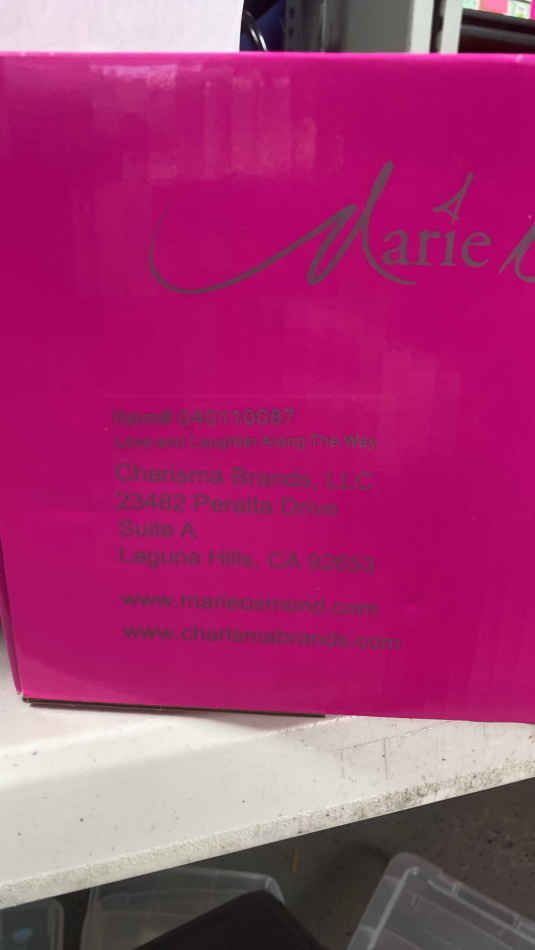 Marie
Item#
Love and Laughter Along The Way
Charisma Brands, LLC
23482 Peralta Drive
Suite A
Laguna Hills, CA 92653
www.marieosmond.com
www.charismabrands.com